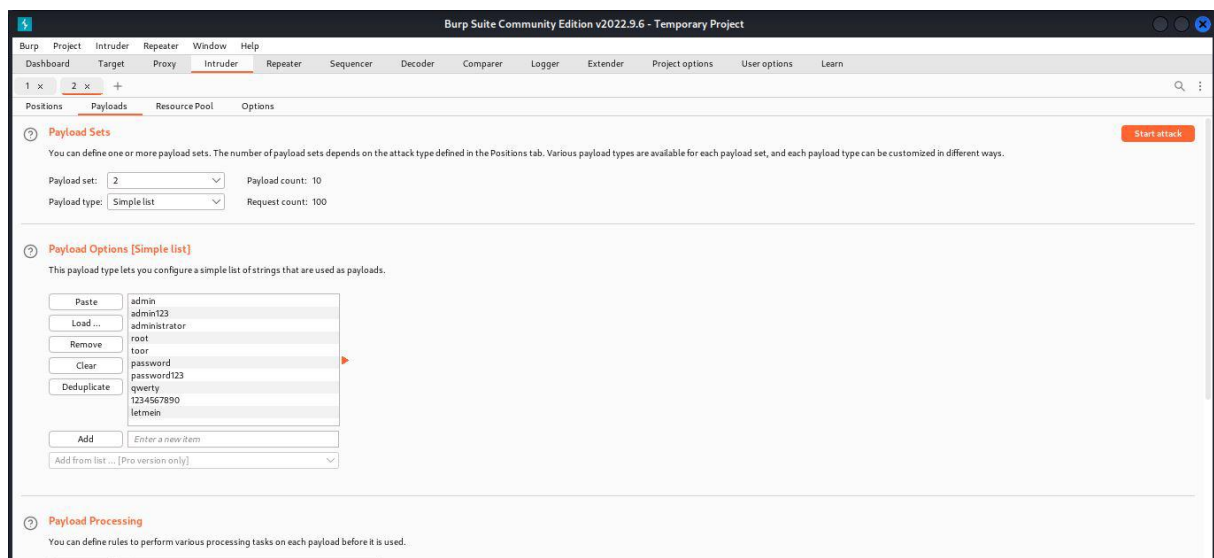 Burp Suite Community Edition v2022.9.6 - Temporary Project
Burp Project Intruder Repeater Window Help
Dashboard Target Proxy Intruder Repeater Sequencer Decoder Comparer Logger Extender Project options User options Learn
1 × 2 × +
Positions Payloads Resource Pool Options
? Payload Sets
Start attack
You can define one or more payload sets. The number of payload sets depends on the attack type defined in the Positions tab. Various payload types are available for each payload set, and each payload type can be customized in different ways.
Payload set: 2 Payload count: 10
Payload type: Simple list Request count: 100
? Payload Options [Simple list]
This payload type lets you configure a simple list of strings that are used as payloads.
Paste
Load ...
Remove
Clear
Deduplicate
admin
admin123
administrator
root
toor
password
password123
qwerty
1234567890
letmein
Add Enter a new item
Add from list ... [Pro version only]
? Payload Processing
You can define rules to perform various processing tasks on each payload before it is used.